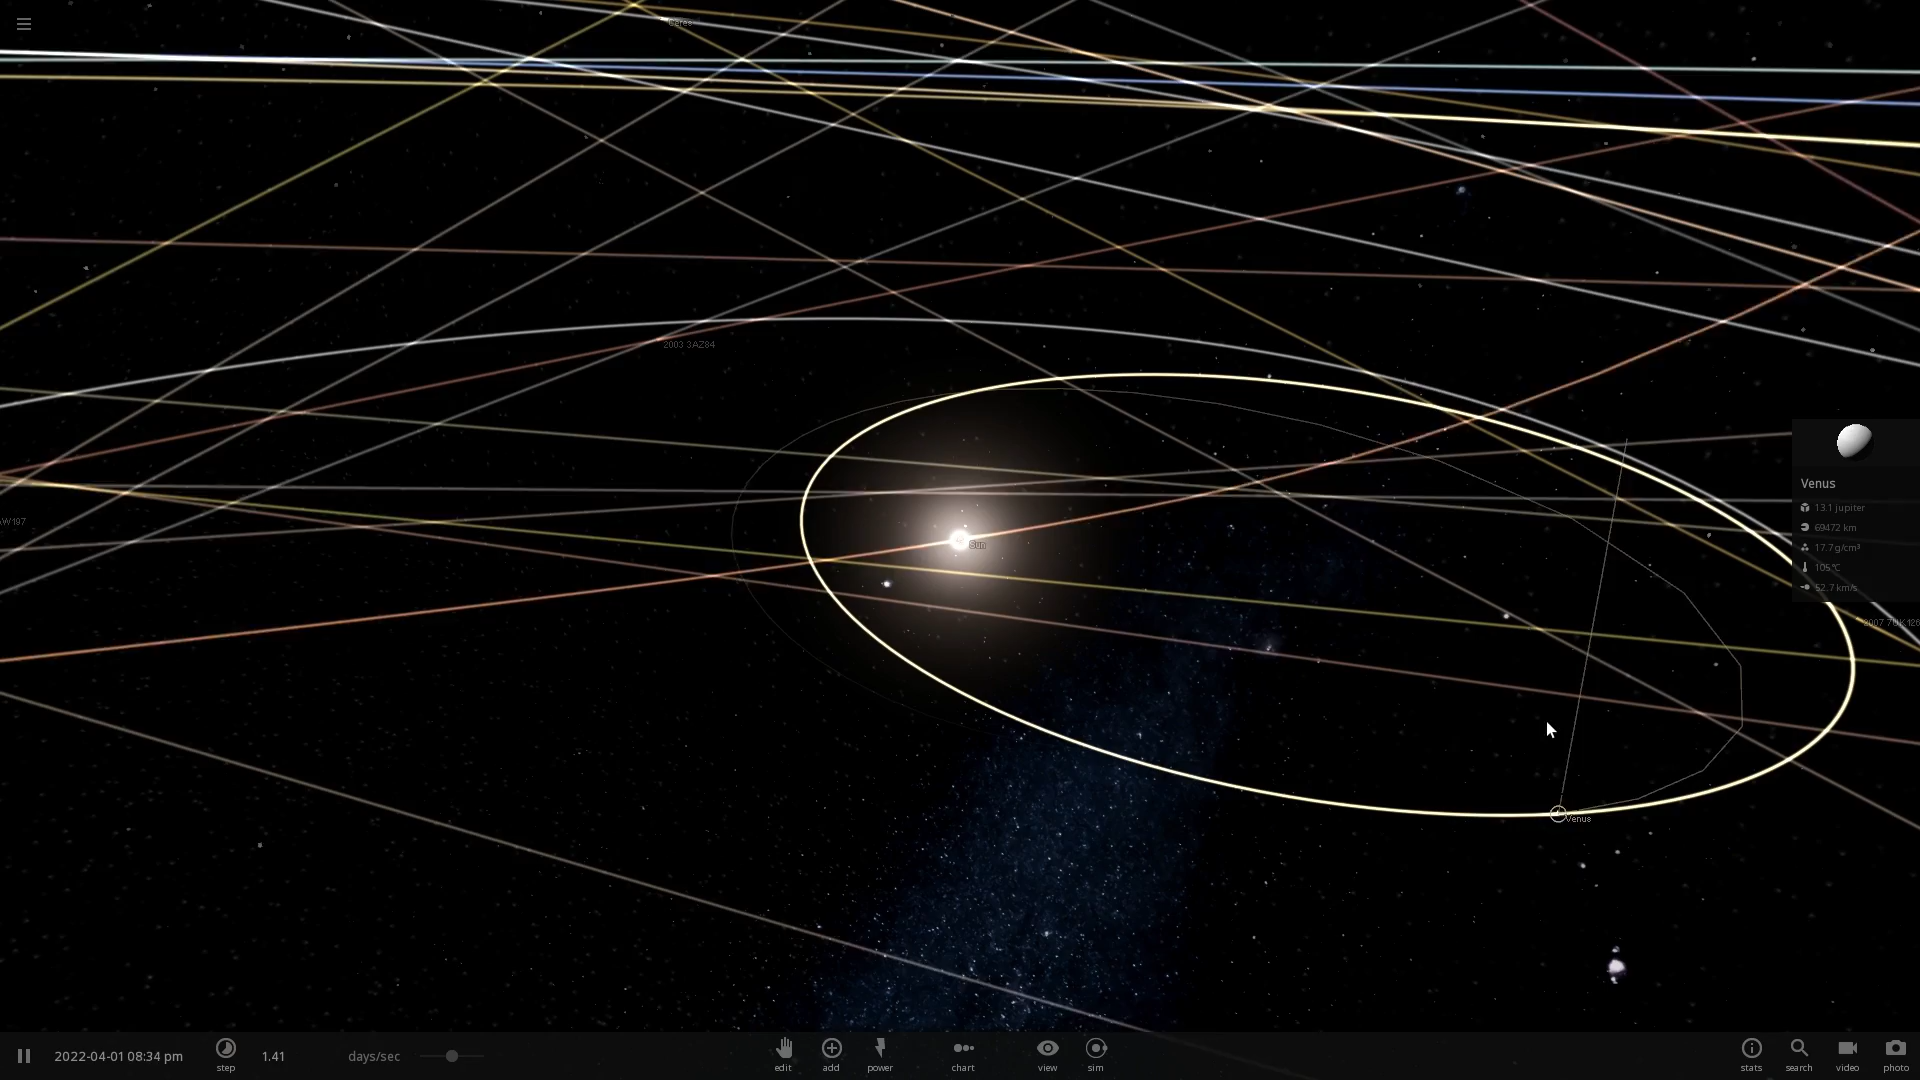 Ceres
2003 3AZ84
Sun
Venus
13.1 jupiter
69472 km
17.7 g/cm³
105°C
52.7 km/s
Venus
2022-04-01 08:34 pm
step
1.41
days/sec
edit
add
power
chart
view
sim
stats
search
video
photo